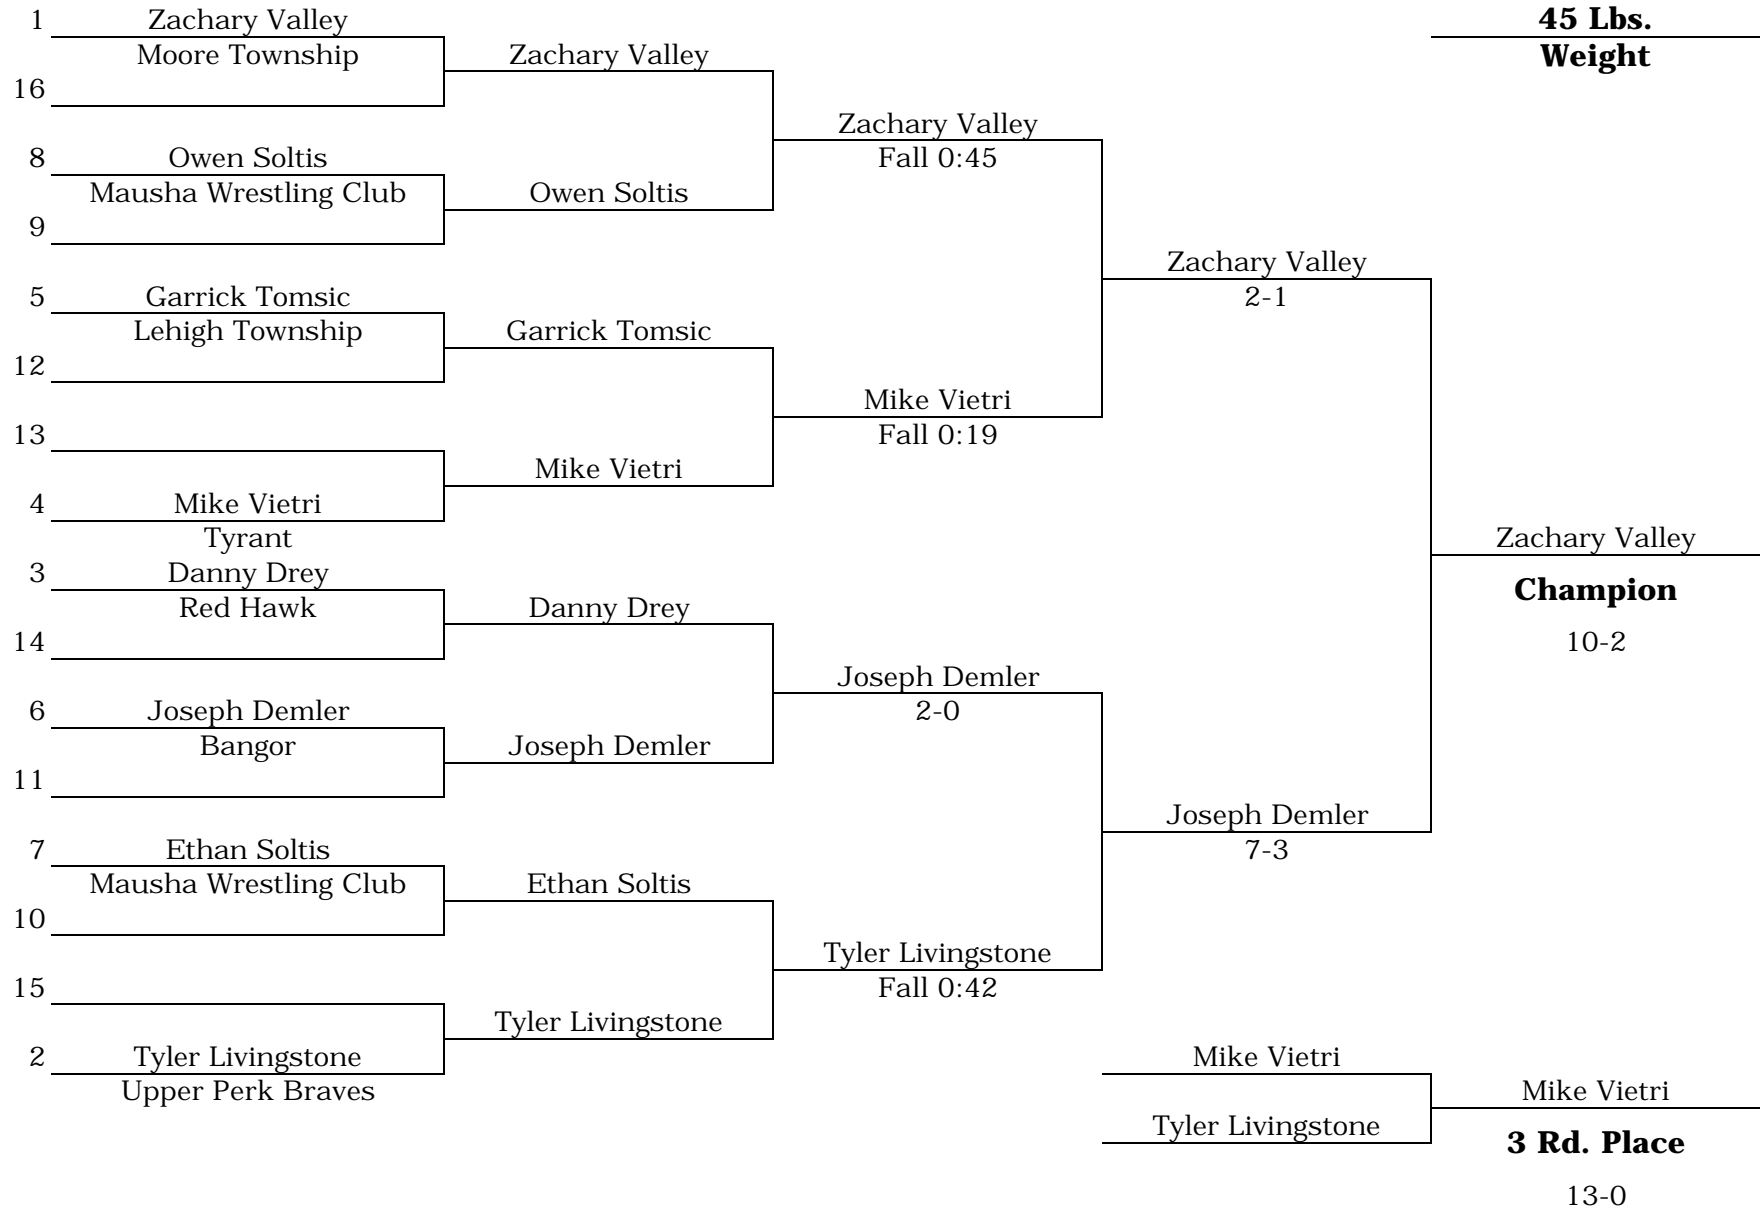 1 Zachary Valley
Moore Township
16
8 Owen Soltis
Mausha Wrestling Club
9
5 Garrick Tomsic
Lehigh Township
12
13
4 Mike Vietri
Tyrant
3 Danny Drey
Red Hawk
14
6 Joseph Demler
Bangor
11
7 Ethan Soltis
Mausha Wrestling Club
10
15
2 Tyler Livingstone
Upper Perk Braves
Zachary Valley
Owen Soltis
Garrick Tomsic
Mike Vietri
Danny Drey
Joseph Demler
Ethan Soltis
Tyler Livingstone
Zachary Valley
Fall 0:45
Mike Vietri
Fall 0:19
Joseph Demler
2-0
Tyler Livingstone
Fall 0:42
Zachary Valley
2-1
Joseph Demler
7-3
Mike Vietri
Tyler Livingstone
45 Lbs.
Weight
Zachary Valley
Champion
10-2
Mike Vietri
3 Rd. Place
13-0